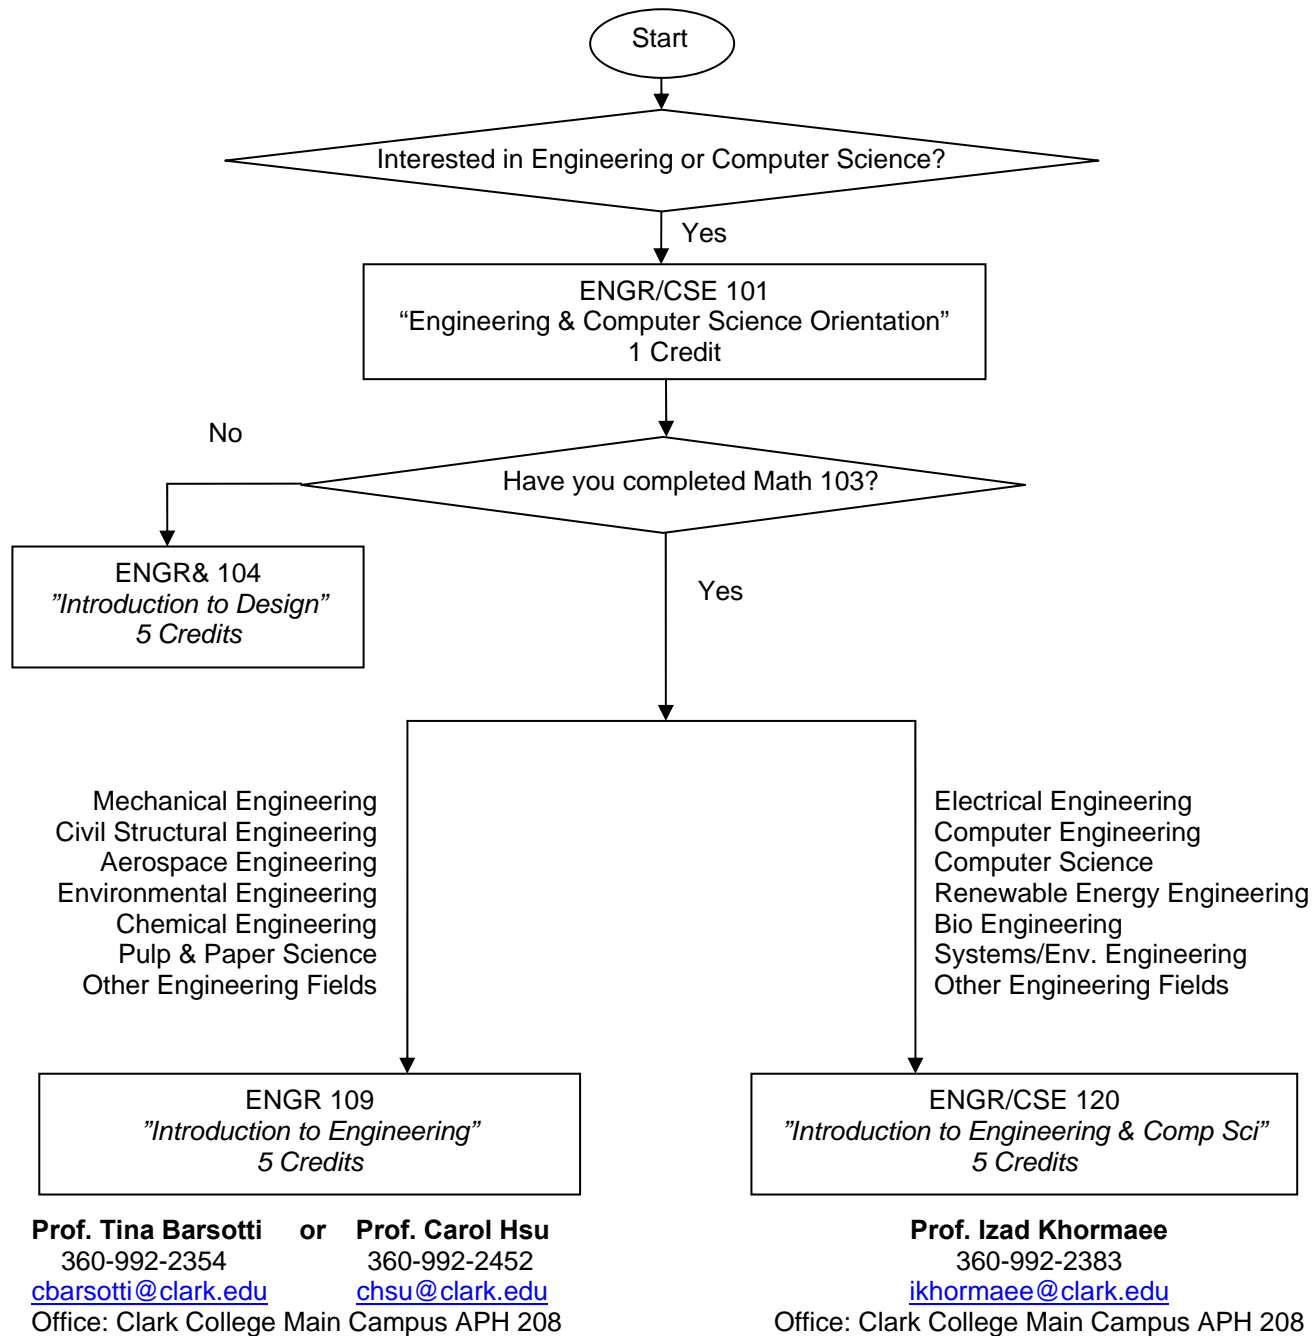 Start
Interested in Engineering or Computer Science?
Yes
ENGR/CSE 101
“Engineering & Computer Science Orientation”
1 Credit
No
Have you completed Math 103?
ENGR& 104
”Introduction to Design”
5 Credits
Yes
Mechanical Engineering
Civil Structural Engineering
Aerospace Engineering
Environmental Engineering
Chemical Engineering
Pulp & Paper Science
Other Engineering Fields
Electrical Engineering
Computer Engineering
Computer Science
Renewable Energy Engineering
Bio Engineering
Systems/Env. Engineering
Other Engineering Fields
ENGR 109
”Introduction to Engineering”
5 Credits
ENGR/CSE 120
”Introduction to Engineering & Comp Sci”
5 Credits
Prof. Tina Barsotti or Prof. Carol Hsu
360-992-2354 360-992-2452
cbarsotti@clark.edu chsu@clark.edu
Office: Clark College Main Campus APH 208
Prof. Izad Khormaee
360-992-2383
ikhormaee@clark.edu
Office: Clark College Main Campus APH 208